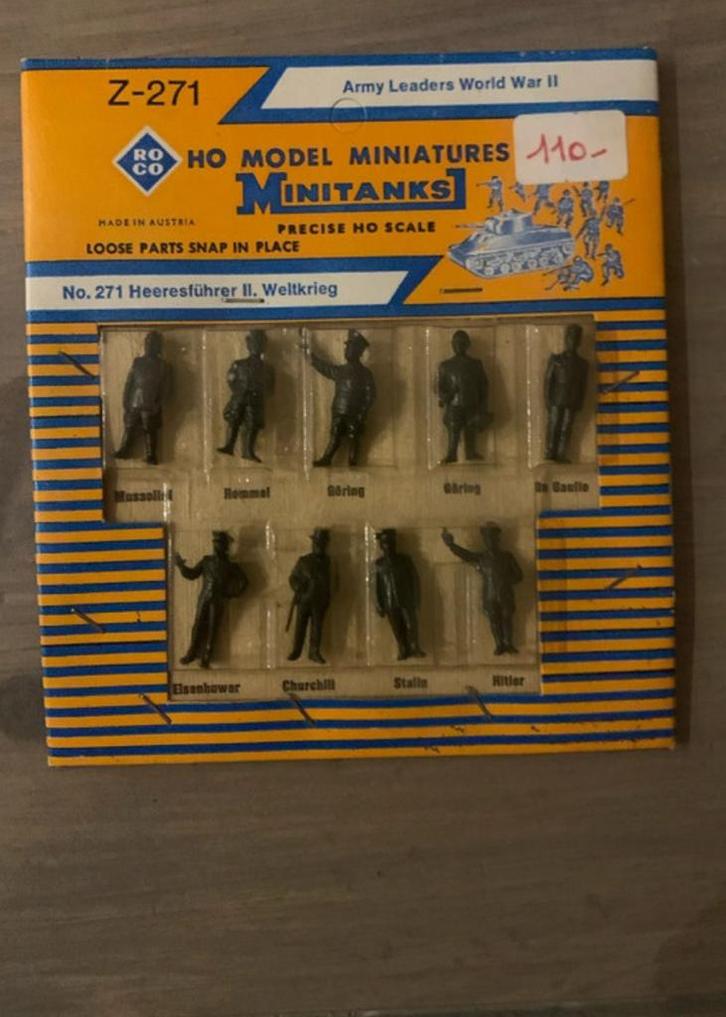 Z-271
Army Leaders World War II
RO
CO
HO MODEL MINIATURES
110-
MINITANKS
MADE IN AUSTRIA
PRECISE HO SCALE
LOOSE PARTS SNAP IN PLACE
No. 271 Heeresführer II. Weltkrieg
Mussolini Rommel Göring Göring De Gaulle
Eisenhower Churchill Stalin Hitler